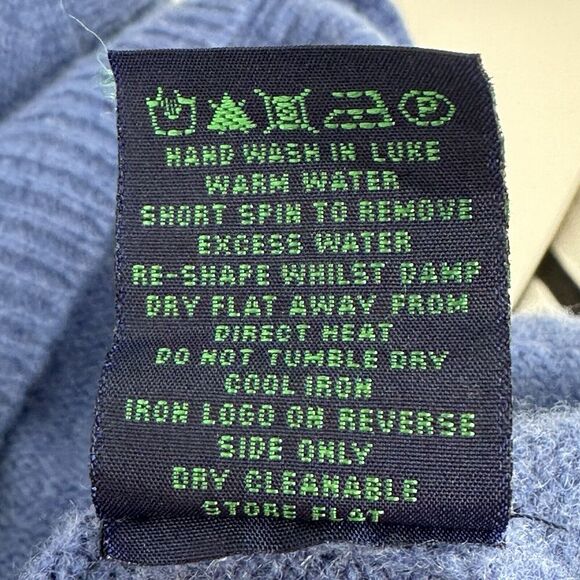 P
HAND WASH IN LUKE
WARM WATER
SHORT SPIN TO REMOVE
EXCESS WATER
RE-SHAPE WHILST DAMP
DRY FLAT AWAY FROM
DIRECT HEAT
DO NOT TUMBLE DRY
COOL IRON
IRON LOGO ON REVERSE
SIDE ONLY
DRY CLEANABLE
STORE FLAT